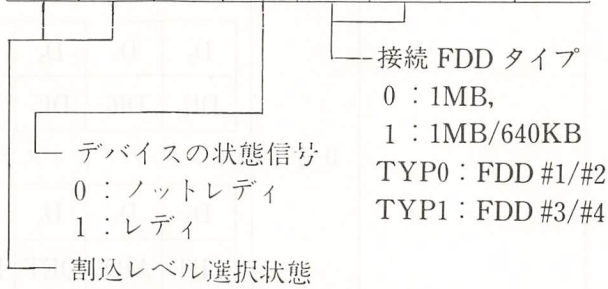 接続 FDD タイプ
0 : 1MB,
1 : 1MB/640KB
TYP0 : FDD #1/#2
TYP1 : FDD #3/#4
デバイスの状態信号
0 : ノットレディ
1 : レディ
割込レベル選択状態